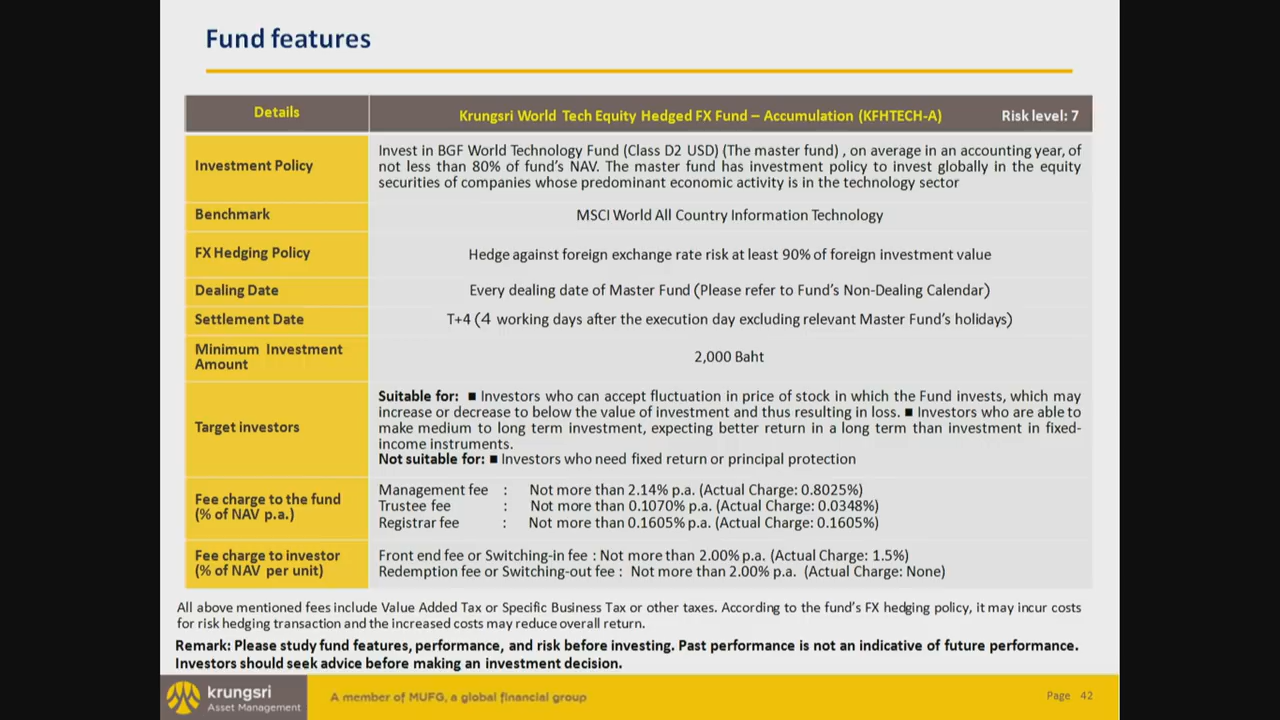 Fund features
Details
Krungsri World Tech Equity Hedged FX Fund – Accumulation (KFHTECH-A) Risk level: 7
Investment Policy
Invest in BGF World Technology Fund (Class D2 USD) (The master fund) , on average in an accounting year, of
not less than 80% of fund’s NAV. The master fund has investment policy to invest globally in the equity
securities of companies whose predominant economic activity is in the technology sector
Benchmark
MSCI World All Country Information Technology
FX Hedging Policy
Hedge against foreign exchange rate risk at least 90% of foreign investment value
Dealing Date
Every dealing date of Master Fund (Please refer to Fund’s Non-Dealing Calendar)
Settlement Date
T+4 (4 working days after the execution day excluding relevant Master Fund’s holidays)
Minimum Investment
Amount
2,000 Baht
Target investors
Suitable for: ■ Investors who can accept fluctuation in price of stock in which the Fund invests, which may
increase or decrease to below the value of investment and thus resulting in loss. ■ Investors who are able to
make medium to long term investment, expecting better return in a long term than investment in fixed-
income instruments.
Not suitable for: ■ Investors who need fixed return or principal protection
Fee charge to the fund
(% of NAV p.a.)
Management fee : Not more than 2.14% p.a. (Actual Charge: 0.8025%)
Trustee fee : Not more than 0.1070% p.a. (Actual Charge: 0.0348%)
Registrar fee : Not more than 0.1605% p.a. (Actual Charge: 0.1605%)
Fee charge to investor
(% of NAV per unit)
Front end fee or Switching-in fee : Not more than 2.00% p.a. (Actual Charge: 1.5%)
Redemption fee or Switching-out fee : Not more than 2.00% p.a. (Actual Charge: None)
All above mentioned fees include Value Added Tax or Specific Business Tax or other taxes. According to the fund’s FX hedging policy, it may incur costs
for risk hedging transaction and the increased costs may reduce overall return.
Remark: Please study fund features, performance, and risk before investing. Past performance is not an indicative of future performance.
Investors should seek advice before making an investment decision.
krungsri
Asset Management
A member of MUFG, a global financial group
Page 42